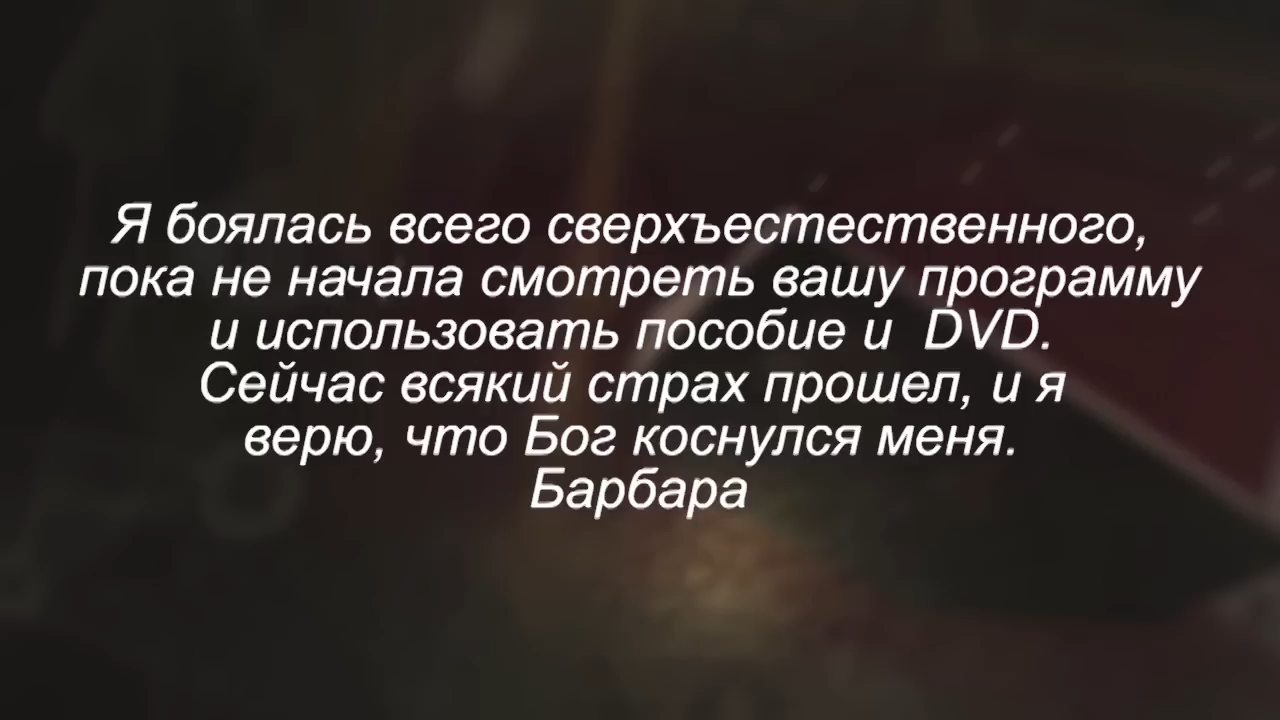 Я боялась всего сверхъестественного,
пока не начала смотреть вашу программу
и использовать пособие и  DVD.
Сейчас всякий страх прошел, и я
верю, что Бог коснулся меня.
Барбара